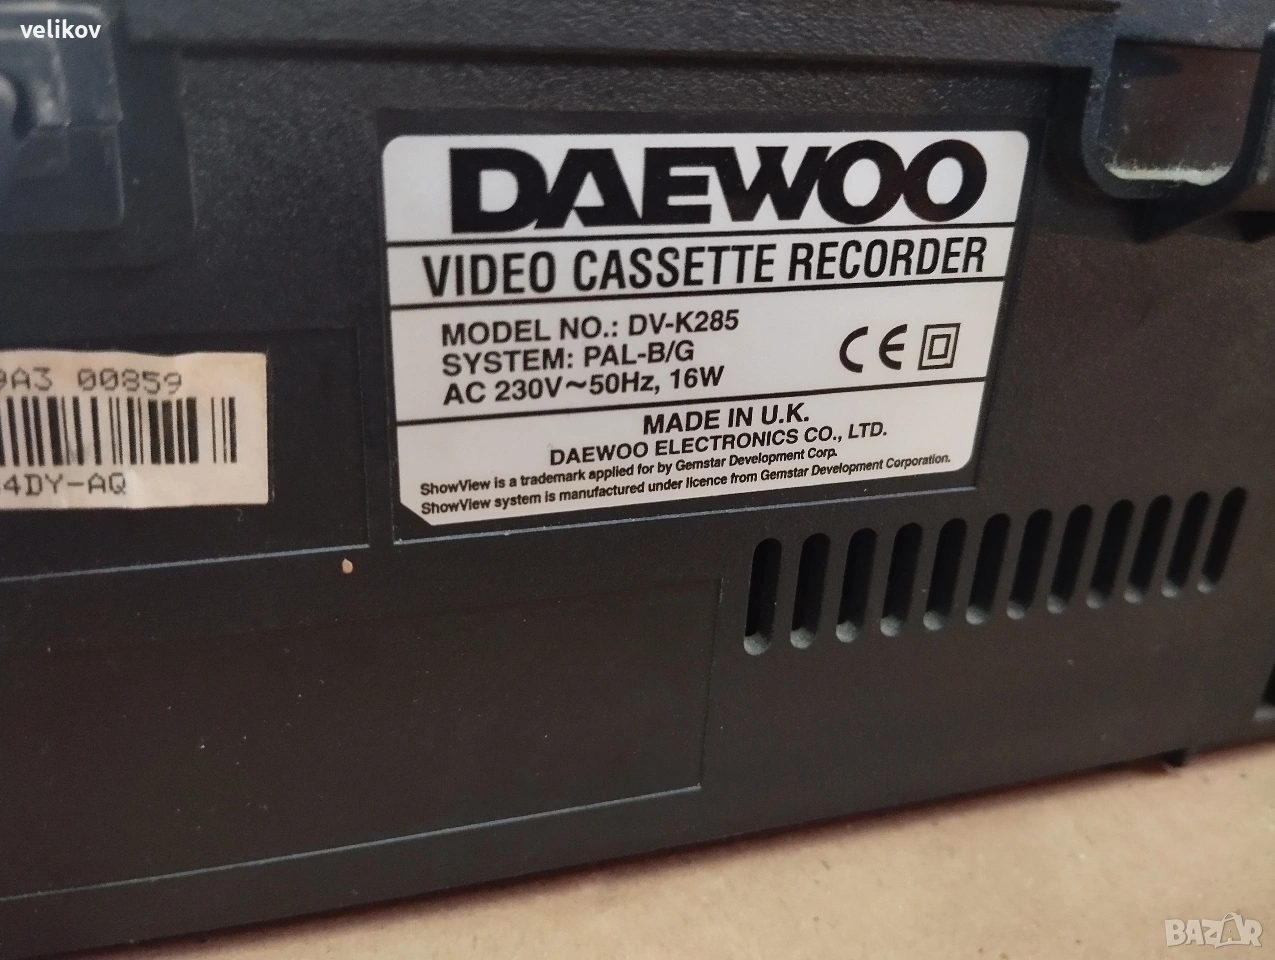 velikov
DAEWOO
VIDEO CASSETTE RECORDER
MODEL NO.: DV-K285
SYSTEM: PAL-B/G
AC 230V~50Hz, 16W
CE
MADE IN U.K.
DAEWOO ELECTRONICS CO., LTD.
ShowView is a trademark applied for by Gemstar Development Corp.
ShowView system is manufactured under licence from Gemstar Development Corporation.
9A3 00859
4DY-AQ
BAZAR